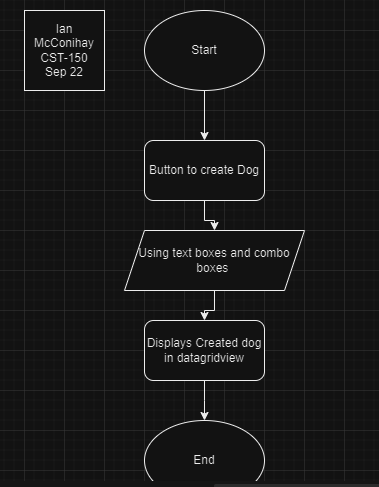 Ian
McConihay
CST-150
Sep 22
Start
Button to create Dog
Using text boxes and combo
boxes
Displays Created dog
in datagridview
End